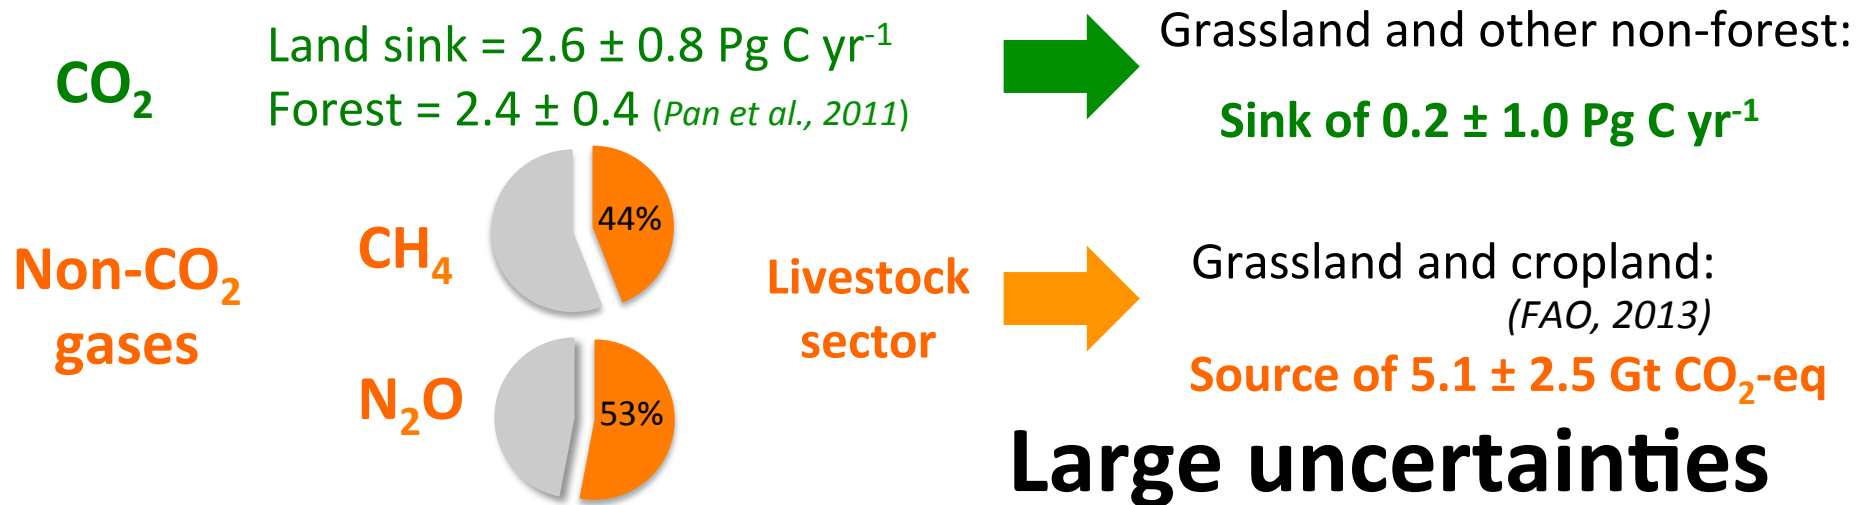 CO₂
Land sink = 2.6 ± 0.8 Pg C yr⁻¹
Forest = 2.4 ± 0.4 (Pan et al., 2011)
Grassland and other non-forest:
Sink of 0.2 ± 1.0 Pg C yr⁻¹
Non-CO₂
gases
CH₄
44%
N₂O
53%
Livestock
sector
Grassland and cropland:
(FAO, 2013)
Source of 5.1 ± 2.5 Gt CO₂-eq
Large uncertainties